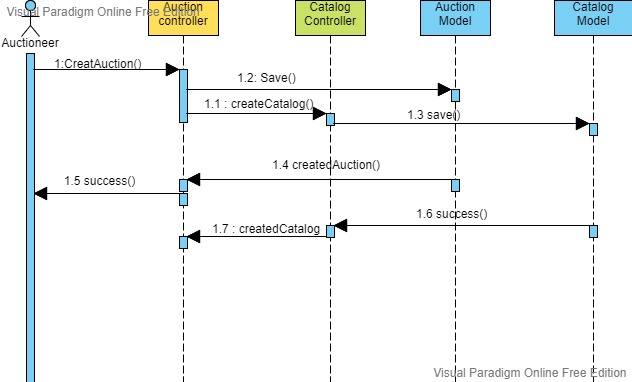 Visual Paradigm Online Free Edition
Auction
controller
Catalog
Controller
Auction
Model
Catalog
Model
Auctioneer
1:CreatAuction()
1.2: Save()
1.1 : createCatalog()
1.3 save()
1.4 createdAuction()
1.5 success()
1.6 success()
1.7 : createdCatalog
Visual Paradigm Online Free Edition